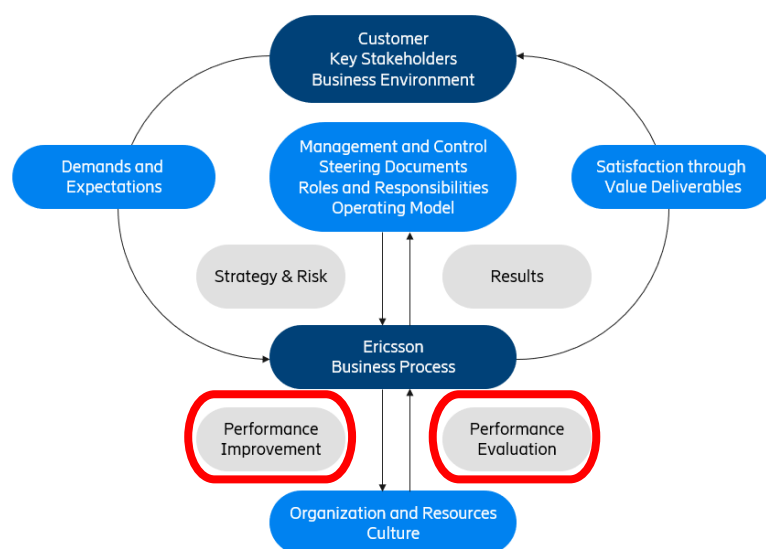 Customer
Key Stakeholders
Business Environment
Demands and
Expectations
Management and Control
Steering Documents
Roles and Responsibilities
Operating Model
Satisfaction through
Value Deliverables
Strategy & Risk
Results
Ericsson
Business Process
Performance
Improvement
Performance
Evaluation
Organization and Resources
Culture